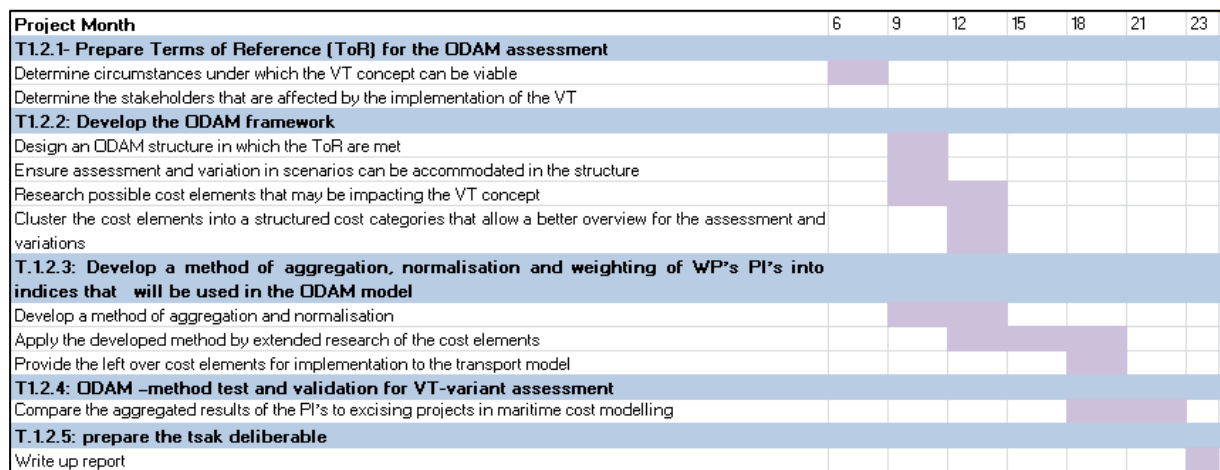 Project Month 6 9 12 15 18 21 23
T1.2.1- Prepare Terms of Reference (ToR) for the ODAM assessment
Determine circumstances under which the VT concept can be viable
Determine the stakeholders that are affected by the implementation of the VT
T1.2.2: Develop the ODAM framework
Design an ODAM structure in which the ToR are met
Ensure assessment and variation in scenarios can be accommodated in the structure
Research possible cost elements that may be impacting the VT concept
Cluster the cost elements into a structured cost categories that allow a better overview for the assessment and
variations
T.1.2.3: Develop a method of aggregation, normalisation and weighting of WP's PI's into
indices that will be used in the ODAM model
Develop a method of aggregation and normalisation
Apply the developed method by extended research of the cost elements
Provide the left over cost elements for implementation to the transport model
T1.2.4: ODAM –method test and validation for VT-variant assessment
Compare the aggregated results of the PI's to excising projects in maritime cost modelling
T.1.2.5: prepare the tsak deliberable
Write up report